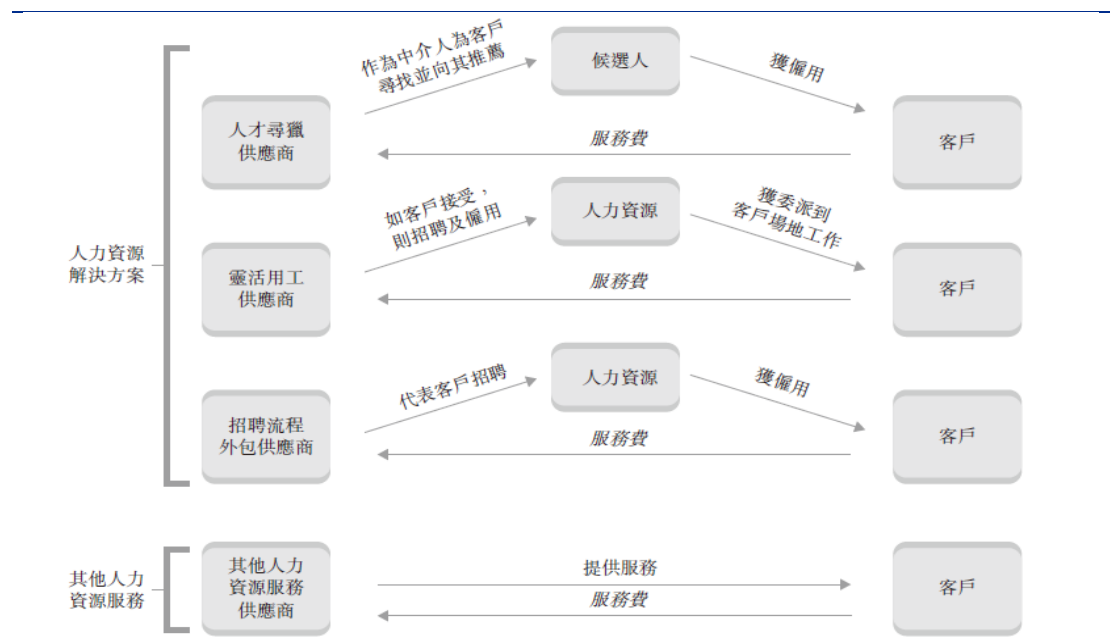 作為中介人為客戶
尋找並向其推薦
候選人
獲僱用
人才尋獵
供應商
服務費
客戶
人力資源
解決方案
如客戶接受，
則招聘及僱用
人力資源
獲委派到
客戶場地工作
靈活用工
供應商
服務費
客戶
代表客戶招聘
人力資源
獲僱用
招聘流程
外包供應商
服務費
客戶
其他人力
資源服務
其他人力
資源服務
供應商
提供服務
服務費
客戶